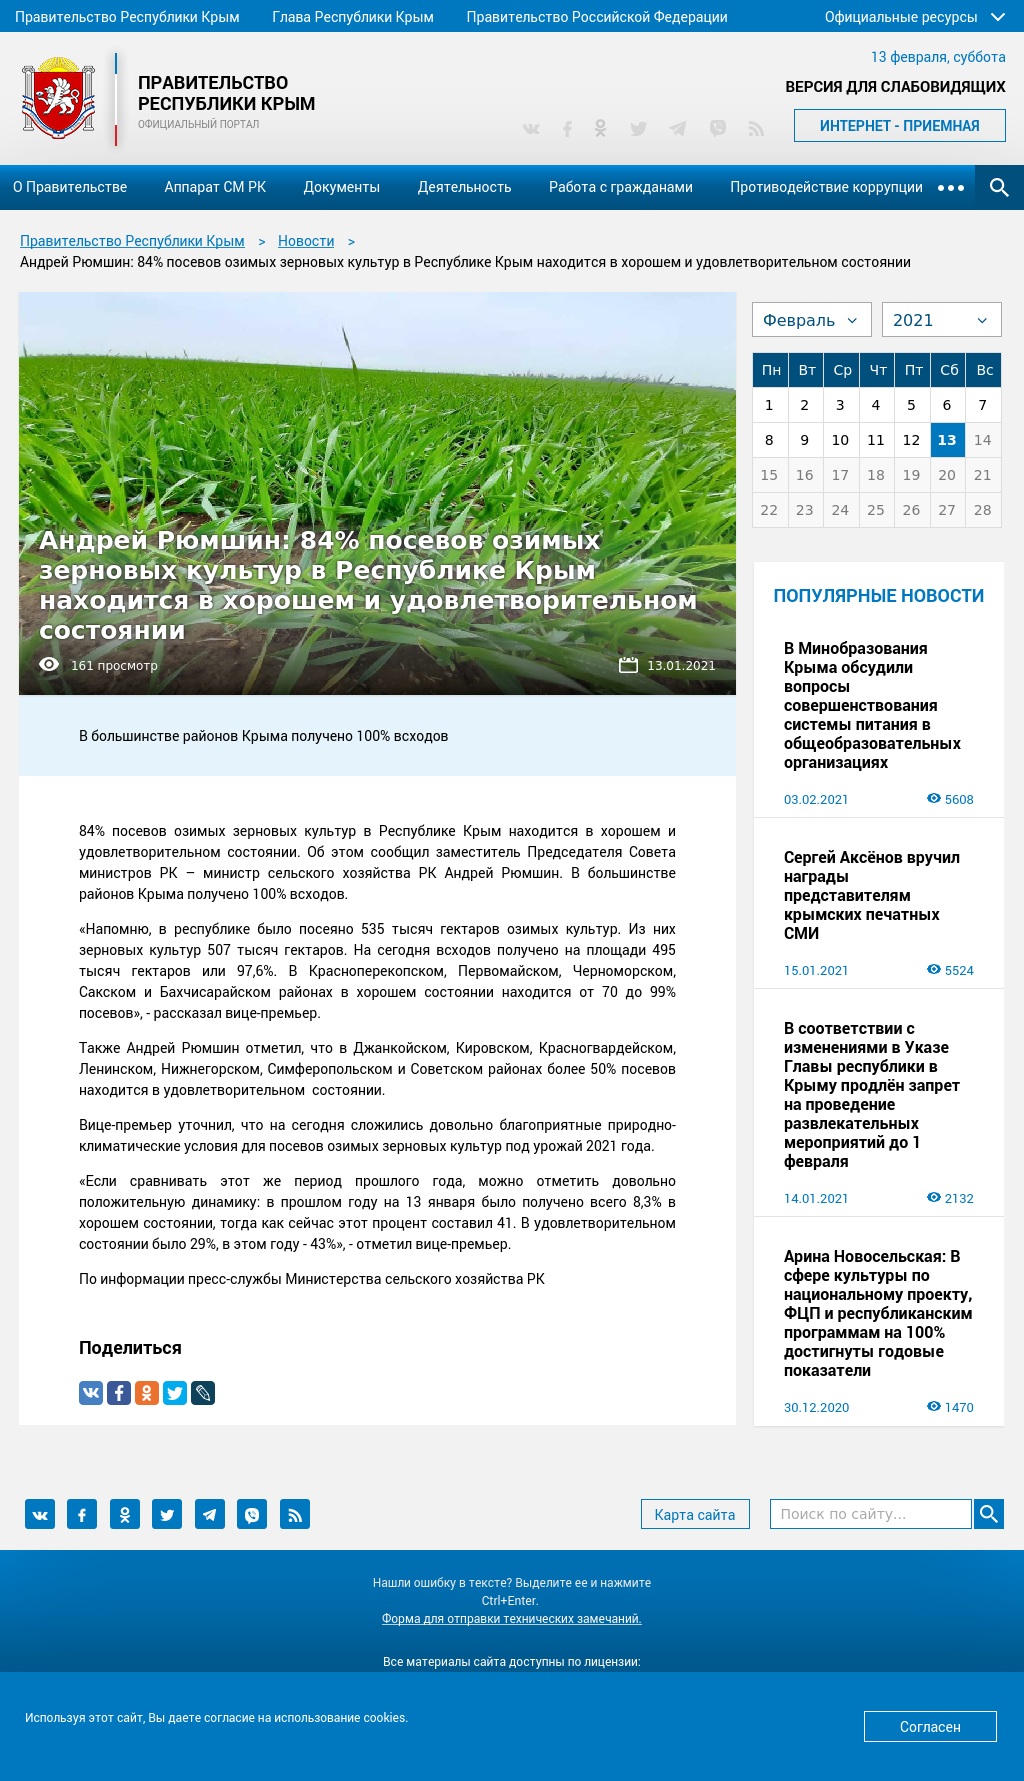 Правительство Республики Крым Глава Республики Крым Правительство Российской Федерации Официальные ресурсы
13 февраля, суббота
ПРАВИТЕЛЬСТВО
РЕСПУБЛИКИ КРЫМ
ОФИЦИАЛЬНЫЙ ПОРТАЛ
ВЕРСИЯ ДЛЯ СЛАБОВИДЯЩИХ
ИНТЕРНЕТ - ПРИЕМНАЯ
О Правительстве Аппарат СМ РК Документы Деятельность Работа с гражданами Противодействие коррупции
Правительство Республики Крым > Новости >
Андрей Рюмшин: 84% посевов озимых зерновых культур в Республике Крым находится в хорошем и удовлетворительном состоянии
Андрей Рюмшин: 84% посевов озимых
зерновых культур в Республике Крым
находится в хорошем и удовлетворительном
состоянии
161 просмотр 13.01.2021
В большинстве районов Крыма получено 100% всходов
84% посевов озимых зерновых культур в Республике Крым находится в хорошем и
удовлетворительном состоянии. Об этом сообщил заместитель Председателя Совета
министров РК – министр сельского хозяйства РК Андрей Рюмшин. В большинстве
районов Крыма получено 100% всходов.
«Напомню, в республике было посеяно 535 тысяч гектаров озимых культур. Из них
зерновых культур 507 тысяч гектаров. На сегодня всходов получено на площади 495
тысяч гектаров или 97,6%. В Красноперекопском, Первомайском, Черноморском,
Сакском и Бахчисарайском районах в хорошем состоянии находится от 70 до 99%
посевов», - рассказал вице-премьер.
Также Андрей Рюмшин отметил, что в Джанкойском, Кировском, Красногвардейском,
Ленинском, Нижнегорском, Симферопольском и Советском районах более 50% посевов
находится в удовлетворительном состоянии.
Вице-премьер уточнил, что на сегодня сложились довольно благоприятные природно-
климатические условия для посевов озимых зерновых культур под урожай 2021 года.
«Если сравнивать этот же период прошлого года, можно отметить довольно
положительную динамику: в прошлом году на 13 января было получено всего 8,3% в
хорошем состоянии, тогда как сейчас этот процент составил 41. В удовлетворительном
состоянии было 29%, в этом году - 43%», - отметил вице-премьер.
По информации пресс-службы Министерства сельского хозяйства РК
Поделиться
Февраль 2021
Пн Вт Ср Чт Пт Сб Вс
1 2 3 4 5 6 7
8 9 10 11 12 13 14
15 16 17 18 19 20 21
22 23 24 25 26 27 28
ПОПУЛЯРНЫЕ НОВОСТИ
В Минобразования
Крыма обсудили
вопросы
совершенствования
системы питания в
общеобразовательных
организациях
03.02.2021 5608
Сергей Аксёнов вручил
награды
представителям
крымских печатных
СМИ
15.01.2021 5524
В соответствии с
изменениями в Указе
Главы республики в
Крыму продлён запрет
на проведение
развлекательных
мероприятий до 1
февраля
14.01.2021 2132
Арина Новосельская: В
сфере культуры по
национальному проекту,
ФЦП и республиканским
программам на 100%
достигнуты годовые
показатели
30.12.2020 1470
Карта сайта Поиск по сайту...
Нашли ошибку в тексте? Выделите ее и нажмите
Ctrl+Enter.
Форма для отправки технических замечаний.
Все материалы сайта доступны по лицензии:
Используя этот сайт, Вы даете согласие на использование cookies.
Согласен